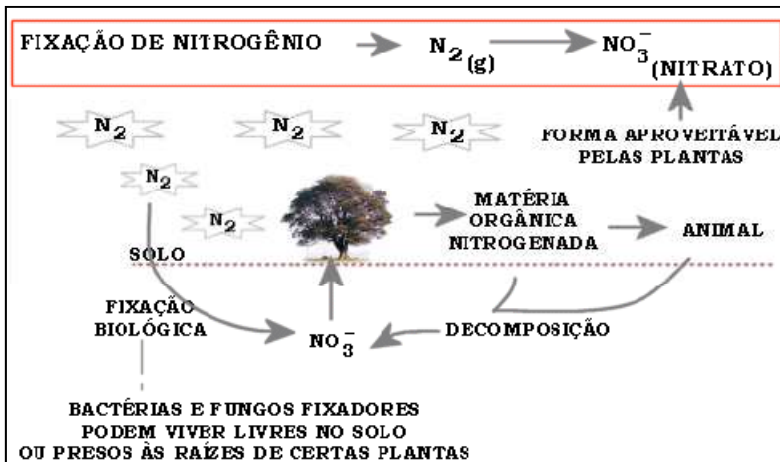 FIXAÇÃO DE NITROGÊNIO → N₂(g) → NO₃⁻ (NITRATO)
N₂ N₂ N₂
FORMA APROVEITÁVEL
PELAS PLANTAS
N₂
N₂
MATÉRIA
ORGÂNICA
NITROGENADA
ANIMAL
SOLO
FIXAÇÃO
BIOLÓGICA
NO₃⁻
DECOMPOSIÇÃO
BACTÉRIAS E FUNGOS FIXADORES
PODEM VIVER LIVRES NO SOLO
OU PRESOS ÀS RAÍZES DE CERTAS PLANTAS